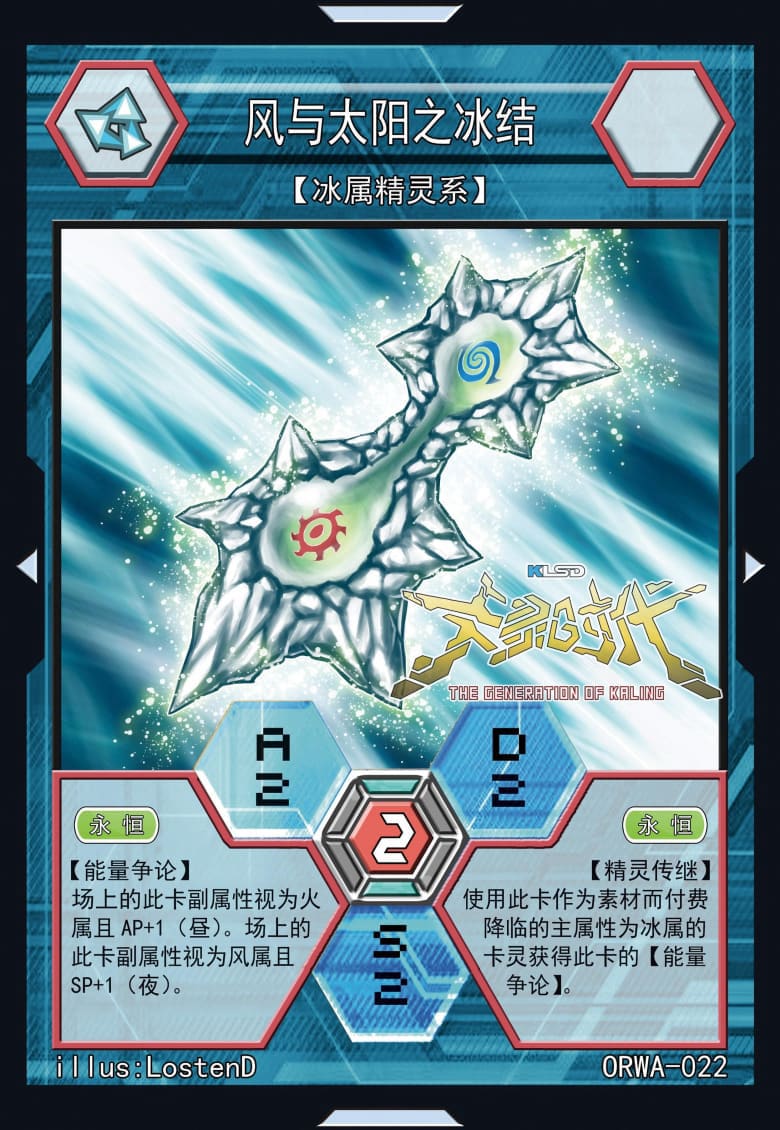 风与太阳之冰结
【冰属精灵系】
KLSD
卡灵时代
THE GENERATION OF KALING
A
2
D
2
2
S
2
永恒
【能量争论】
场上的此卡副属性视为火
属且 AP+1（昼）。场上的
此卡副属性视为风属且
SP+1（夜）。
永恒
【精灵传继】
使用此卡作为素材而付费
降临的主属性为冰属的
卡灵获得此卡的【能量
争论】。
illus:LostenD
ORWA-022